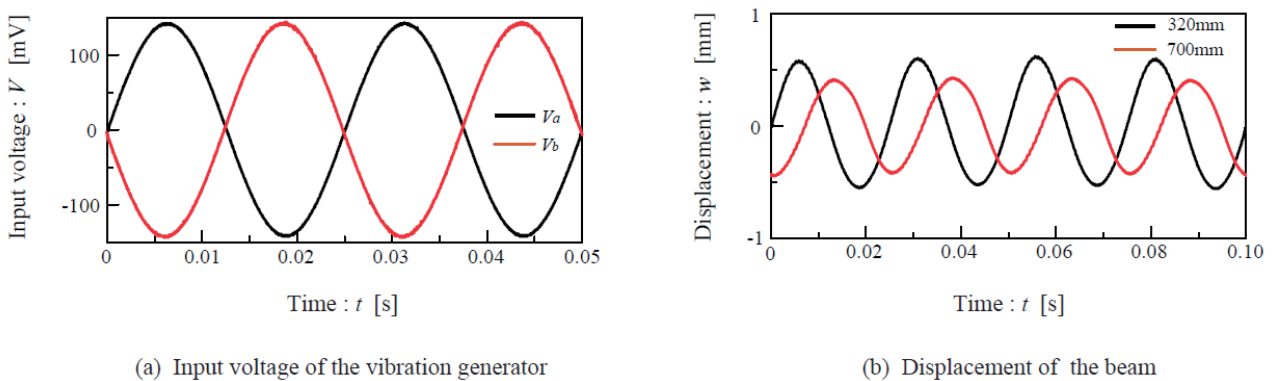 Input voltage : V [mV]
100
0
-100
Va
Vb
0
0.01
0.02
0.03
0.04
0.05
Time : t [s]
(a) Input voltage of the vibration generator
Displacement : w [mm]
1
0
-1
320mm
700mm
0
0.02
0.04
0.06
0.08
0.10
Time : t [s]
(b) Displacement of the beam